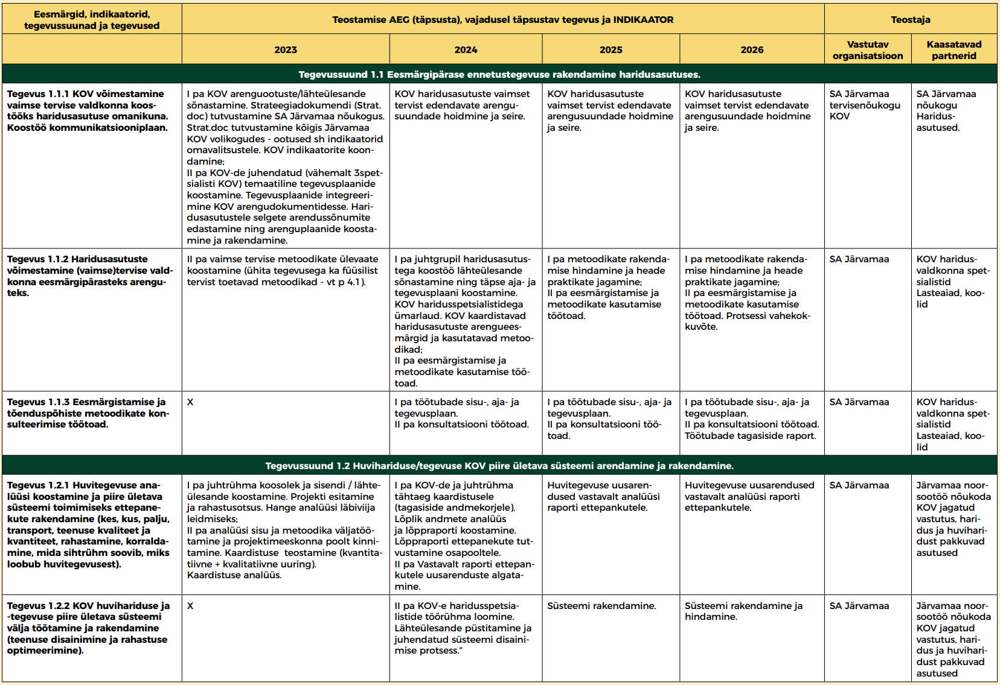 Eesmärgid, indikaatorid,
tegevussuunad ja tegevused
Teostamise AEG (täpsusta), vajadusel täpsustav tegevus ja INDIKAATOR
Teostaja
2023
2024
2025
2026
Vastutav
organisatsioon
Kaasatavad
partnerid
Tegevussuund 1.1 Eesmärgipärase ennetustegevuse rakendamine haridusasutuses.
Tegevus 1.1.1 KOV võimestamine
vaimse tervise valdkonna koos-
tööks haridusasutuse omanikuna.
Koostöö kommunikatsiooniplaan.
I pa KOV arenguootuste/lähteülesande
sõnastamine. Strateegiadokumendi (Strat.
doc) tutvustamine SA Järvamaa nõukogus.
Strat.doc tutvustamine kõigis Järvamaa
KOV volikogudes - ootused sh indikaatorid
omavalitsustele. KOV indikaatorite koon-
damine;
II pa KOV-de juhendatud (vähemalt 3spet-
sialisti KOV) temaatiline tegevusplaanide
koostamine. Tegevusplaanide integreeri-
mine KOV arengudokumentidesse. Hari-
dusasutustele selgete arendussõnumite
edastamine ning arenguplaanide koosta-
mine ja rakendamine.
KOV haridusasutuste vaimset
tervist edendavate arengu-
suundade hoidmine ja seire.
KOV haridusasutuste
vaimset tervist edendavate
arengusuundade hoidmine
ja seire.
KOV haridusasutuste
vaimset tervist edendavate
arengusuundade hoidmine
ja seire.
SA Järvamaa
tervisenõukogu
KOV
SA Järvamaa
nõukogu
Haridus-
asutused.
Tegevus 1.1.2 Haridusasutuste
võimestamine (vaimse)tervise vald-
konna eesmärgipärasteks arengu-
teks.
II pa vaimse tervise metoodikate ülevaate
koostamine (ühita tegevusega ka füüsilist
tervist toetavad metoodikad - vt p 4.1).
I pa juhtgrupil haridusasutus-
tega koostöö lähteülesande
sõnastamine ning täpse aja- ja
tegevusplaani koostamine.
KOV haridusspetsialistidega
ümarlaud. KOV kaardistavad
haridusasutuste arenguees-
märgid ja kasutatavad metoo-
dikad;
II pa eesmärgistamise ja
metoodikate kasutamise töö-
toad.
I pa metoodikate rakenda-
mise hindamine ja heade
praktikate jagamine;
II pa eesmärgistamise ja
metoodikate kasutamise
töötoad.
I pa metoodikate rakenda-
mise hindamine ja heade
praktikate jagamine;
II pa eesmärgistamise ja
metoodikate kasutamise
töötoad. Protsessi vahekok-
kuvõte.
SA Järvamaa
KOV haridus-
valdkonna spet-
sialistid
Lasteaiad, koo-
lid
Tegevus 1.1.3 Eesmärgistamise ja
tõenduspõhiste metoodikate kon-
sulteerimise töötoad.
X
I pa töötubade sisu-, aja- ja
tegevusplaan.
II pa konsultatsiooni töötoad.
I pa töötubade sisu-, aja- ja
tegevusplaan.
II pa konsultatsiooni töö-
toad.
I pa töötubade sisu-, aja- ja
tegevusplaan.
II pa konsultatsiooni töötoad.
Töötubade tagasiside raport.
SA Järvamaa
KOV haridus-
valdkonna spet-
sialistid
Lasteaiad, koo-
lid
Tegevussuund 1.2 Huvihariduse/tegevuse KOV piire ületava süsteemi arendamine ja rakendamine.
Tegevus 1.2.1 Huvitegevuse ana-
lüüsi koostamine ja piire ületava
süsteemi toimimiseks ettepane-
kute rakendamine (kes, kus, palju,
transport, teenuse kvaliteet ja
kvantiteet, rahastamine, korralda-
mine, mida sihtrühm soovib, miks
loobub huvitegevusest).
I pa juhtrühma koosolek ja sisendi / lähte-
ülesande koostamine. Projekti esitamine
ja rahastusotsus. Hange analüüsi läbiviija
leidmiseks;
II pa analüüsi sisu ja metoodika väljatöö-
tamine ja projektimeeskonna poolt kinni-
tamine. Kaardistuse  teostamine (kvantita-
tiivne + kvalitatiivne uuring).
Kaardistuse analüüs.
I pa KOV-de ja juhtrühma
tähtaeg kaardistusele
(tagasiside andmekorjele).
Lõplik andmete analüüs
ja lõppraporti koostamine.
Lõppraporti ettepanekute tut-
vustamine osapooltele.
II pa Vastavalt raporti ettepan-
kutele uusarenduste algata-
mine.
Huvitegevuse uusaren-
dused vastavalt analüüsi
raporti ettepankutele.
Huvitegevuse uusarendused
vastavalt analüüsi raporti
ettepankutele.
SA Järvamaa
Järvamaa noor-
sootöö nõukoda
KOV jagatud
vastutus, hari-
dus ja huvihari-
dust pakkuvad
asutused
Tegevus 1.2.2 KOV huvihariduse ja
-tegevuse piire ületava süsteemi
välja töötamine ja rakendamine
(teenuse disainimine ja rahastuse
optimeerimine).
X
II pa KOV-e haridusspetsia-
listide töörühma loomine.
Lähteülesande püstitamine ja
juhendatud süsteemi disaini-
mise protsess.“
Süsteemi rakendamine.
Süsteemi rakendamine ja
hindamine.
SA Järvamaa
Järvamaa noor-
sootöö nõukoda
KOV jagatud
vastutus, hari-
dus ja huvihari-
dust pakkuvad
asutused